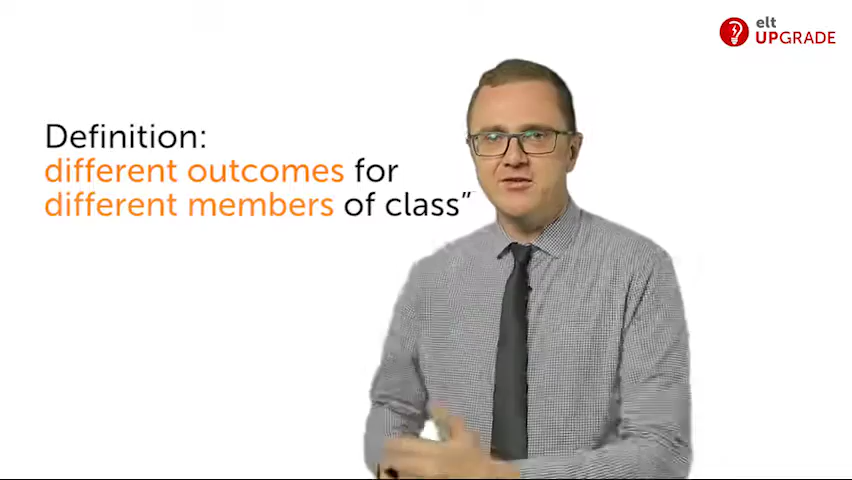 elt
UPGRADE
Definition:
different outcomes for
different members of class”